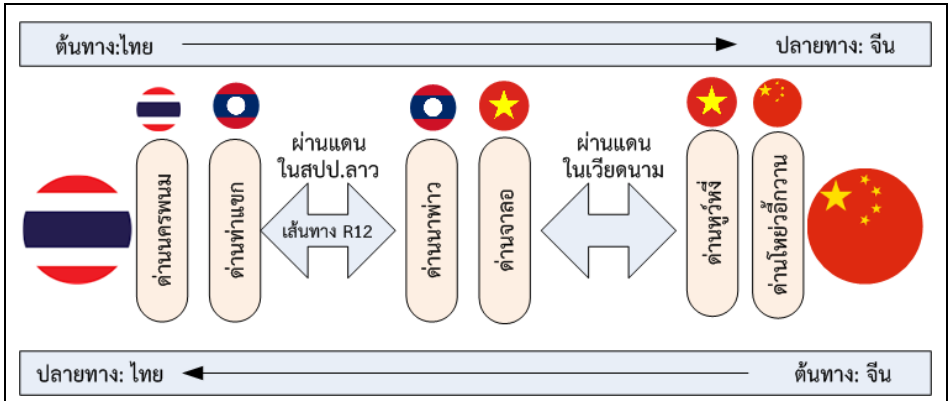 ต้นทาง:ไทย
ปลายทาง: จีน
ด่านนครพนม
ด่านท่าแขก
ผ่านแดน
ในสปป.ลาว
เส้นทาง R12
ด่านนาพ่าว
ด่านจาลอ
ผ่านแดน
ในเวียดนาม
ด่านหูว์หงี่
ด่านโหย่วอี้กวาน
ปลายทาง: ไทย
ต้นทาง: จีน